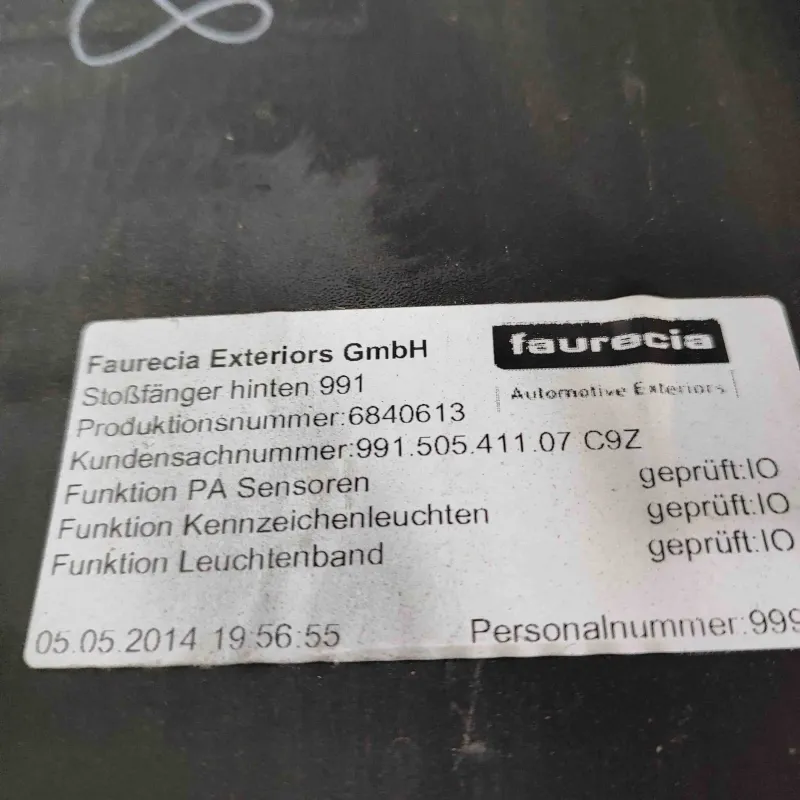 Faurecia Exteriors GmbH
faurecia
Stoßfänger hinten 991
Automotive Exteriors
Produktionsnummer:6840613
Kundensachnummer:991.505.411.07 C9Z
Funktion PA Sensoren geprüft:IO
Funktion Kennzeichenleuchten geprüft:IO
Funktion Leuchtenband geprüft:IO
05.05.2014 19:56:55 Personalnummer:999